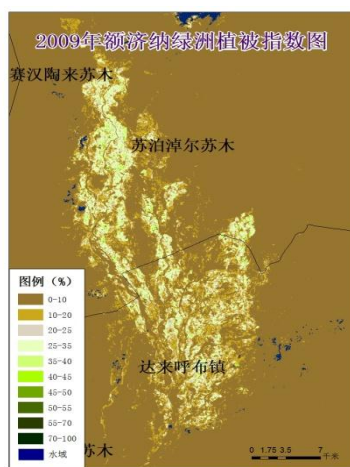 2009年额济纳绿洲植被指数图
赛汉陶来苏木
苏泊淖尔苏木
达来呼布镇
图例（%）
0-10
10-20
20-25
25-35
35-40
40-45
45-50
50-55
55-70
70-100
水域
苏木
0 1.75 3.5 7
千米